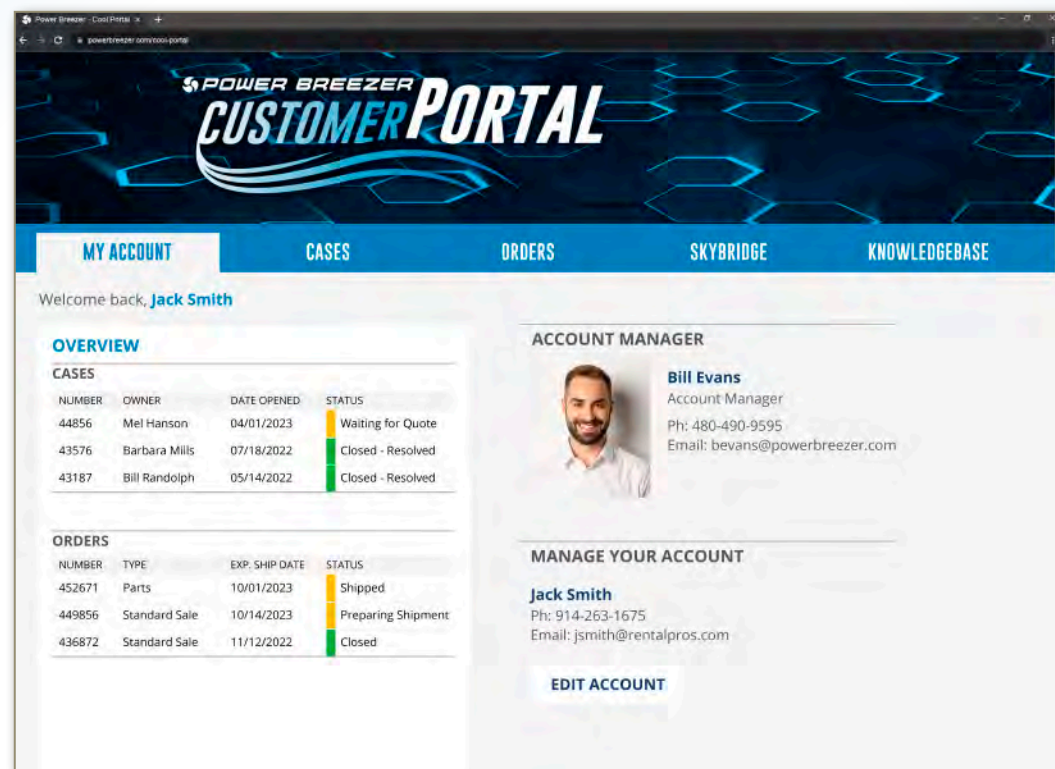 Power Breezer - Cool Portal
powerbreezer.com/cool-portal
POWER BREEZER
CUSTOMER PORTAL
MY ACCOUNT CASES ORDERS SKYBRIDGE KNOWLEDGEBASE
Welcome back, Jack Smith
OVERVIEW
CASES
NUMBER OWNER DATE OPENED STATUS
44856 Mel Hanson 04/01/2023 Waiting for Quote
43576 Barbara Mills 07/18/2022 Closed - Resolved
43187 Bill Randolph 05/14/2022 Closed - Resolved
ORDERS
NUMBER TYPE EXP. SHIP DATE STATUS
452671 Parts 10/01/2023 Shipped
449856 Standard Sale 10/14/2023 Preparing Shipment
436872 Standard Sale 11/12/2022 Closed
ACCOUNT MANAGER
Bill Evans
Account Manager
Ph: 480-490-9595
Email: bevans@powerbreezer.com
MANAGE YOUR ACCOUNT
Jack Smith
Ph: 914-263-1675
Email: jsmith@rentalpros.com
EDIT ACCOUNT